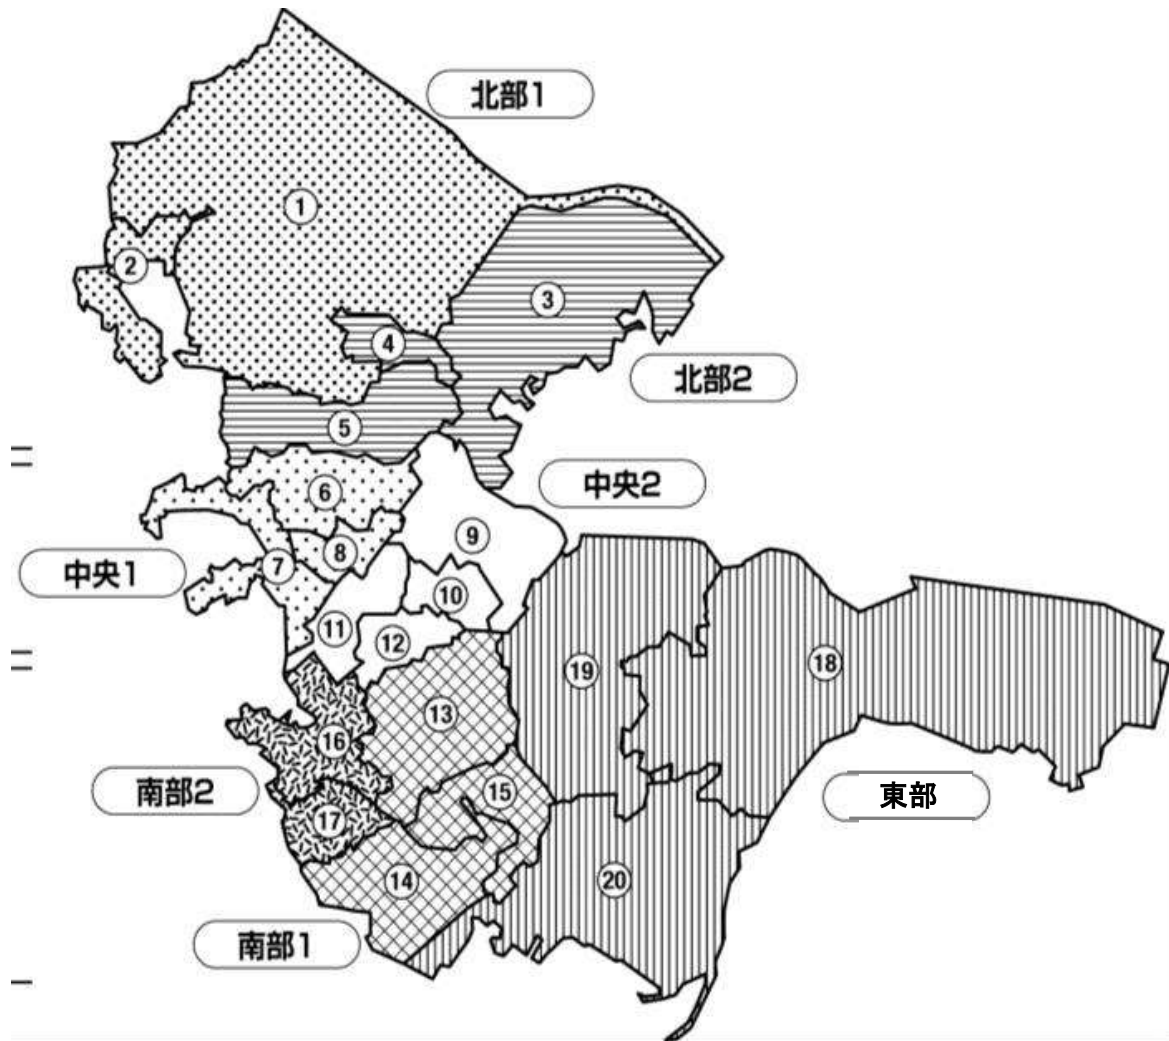 北部1
①
②
③
④
北部2
⑤
中央2
⑥
⑨
⑧
中央1
⑦
⑩
⑪
⑫
⑲
⑱
⑬
⑯
南部2
⑮
東部
⑰
⑭
⑳
南部1